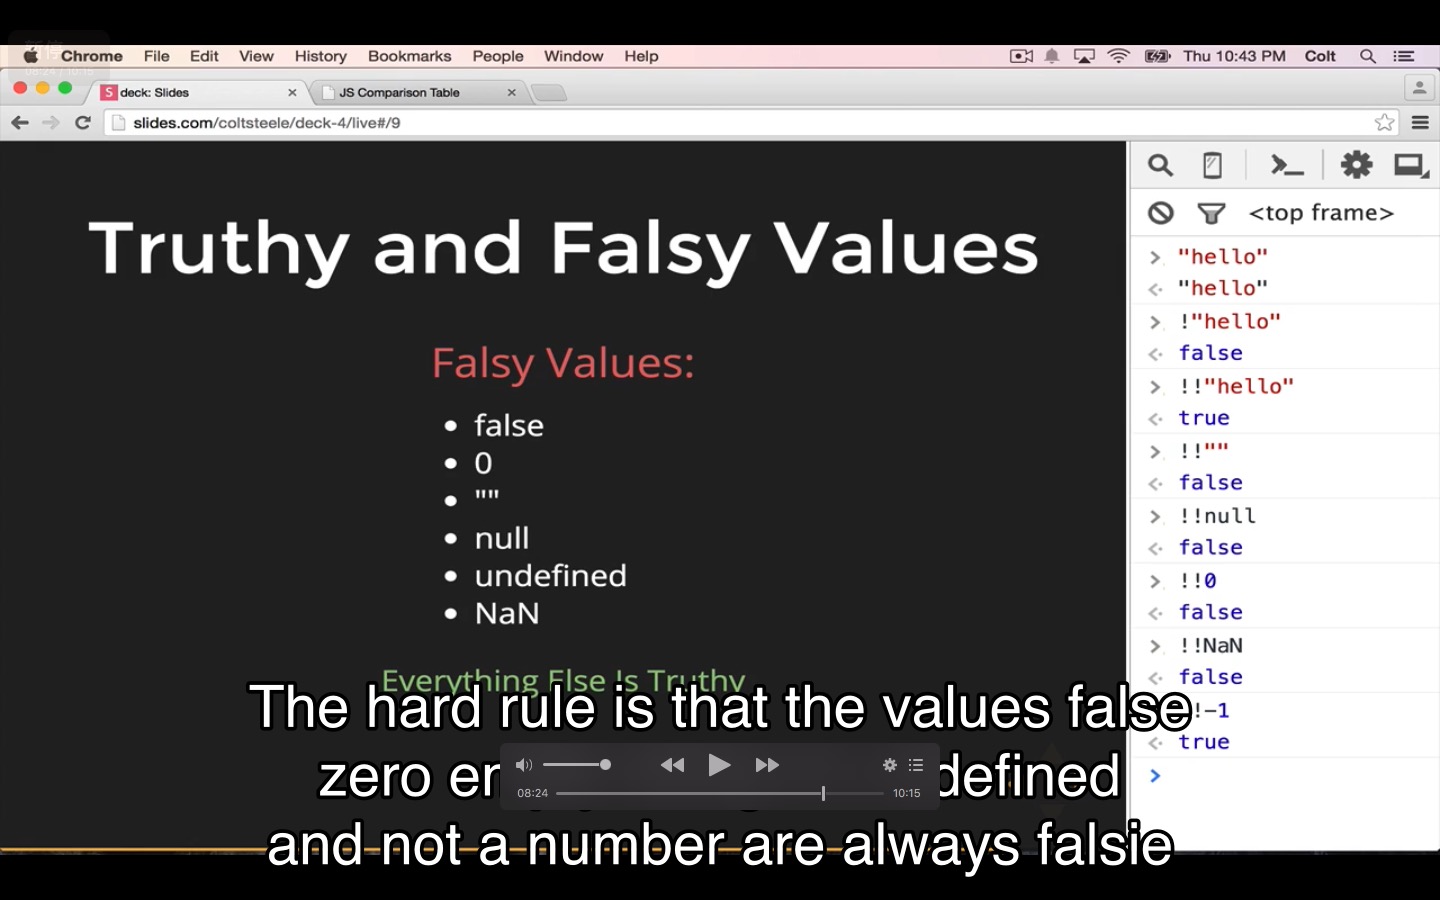 Chrome File Edit View History Bookmarks People Window Help Thu 10:43 PM Colt
S deck: Slides JS Comparison Table
slides.com/coltsteele/deck-4/live#/9
Truthy and Falsy Values
Falsy Values:
• false
• 0
• ""
• null
• undefined
• NaN
Everything Else Is Truthy
<top frame>
> "hello"
<· "hello"
> !"hello"
<· false
> !!"hello"
<· true
> !!""
<· false
> !!null
<· false
> !!0
<· false
> !!NaN
<· false
!-1
<· true
>
The hard rule is that the values false
zero
and not a number are always falsie
08:24 10:15